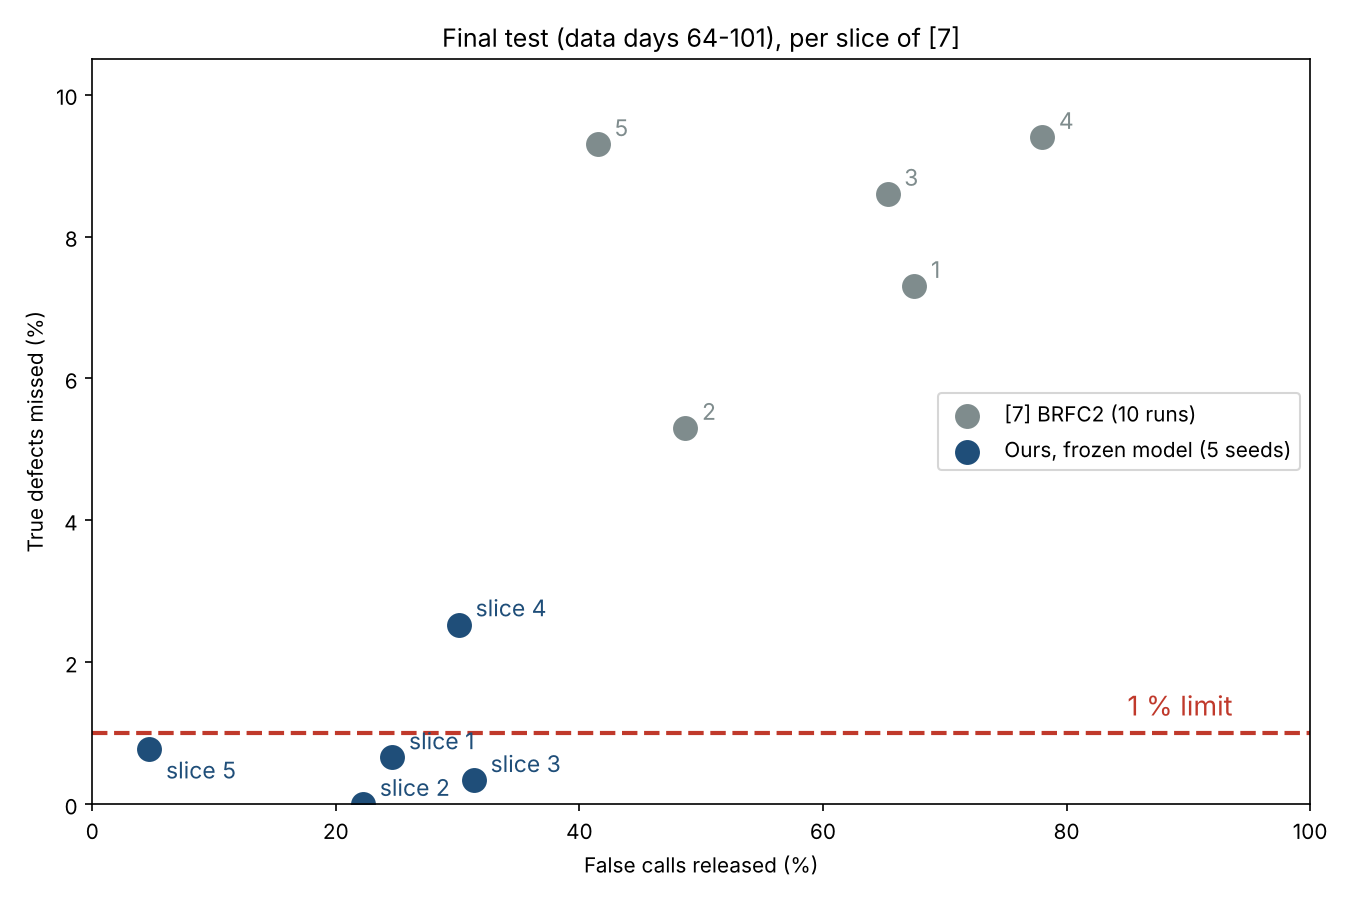 Final test (data days 64-101), per slice of [7]
10
8
6
4
2
0
True defects missed (%)
5
4
3
1
2
[7] BRFC2 (10 runs)
Ours, frozen model (5 seeds)
slice 4
1 % limit
slice 1
slice 5
slice 3
slice 2
0
20
40
60
80
100
False calls released (%)